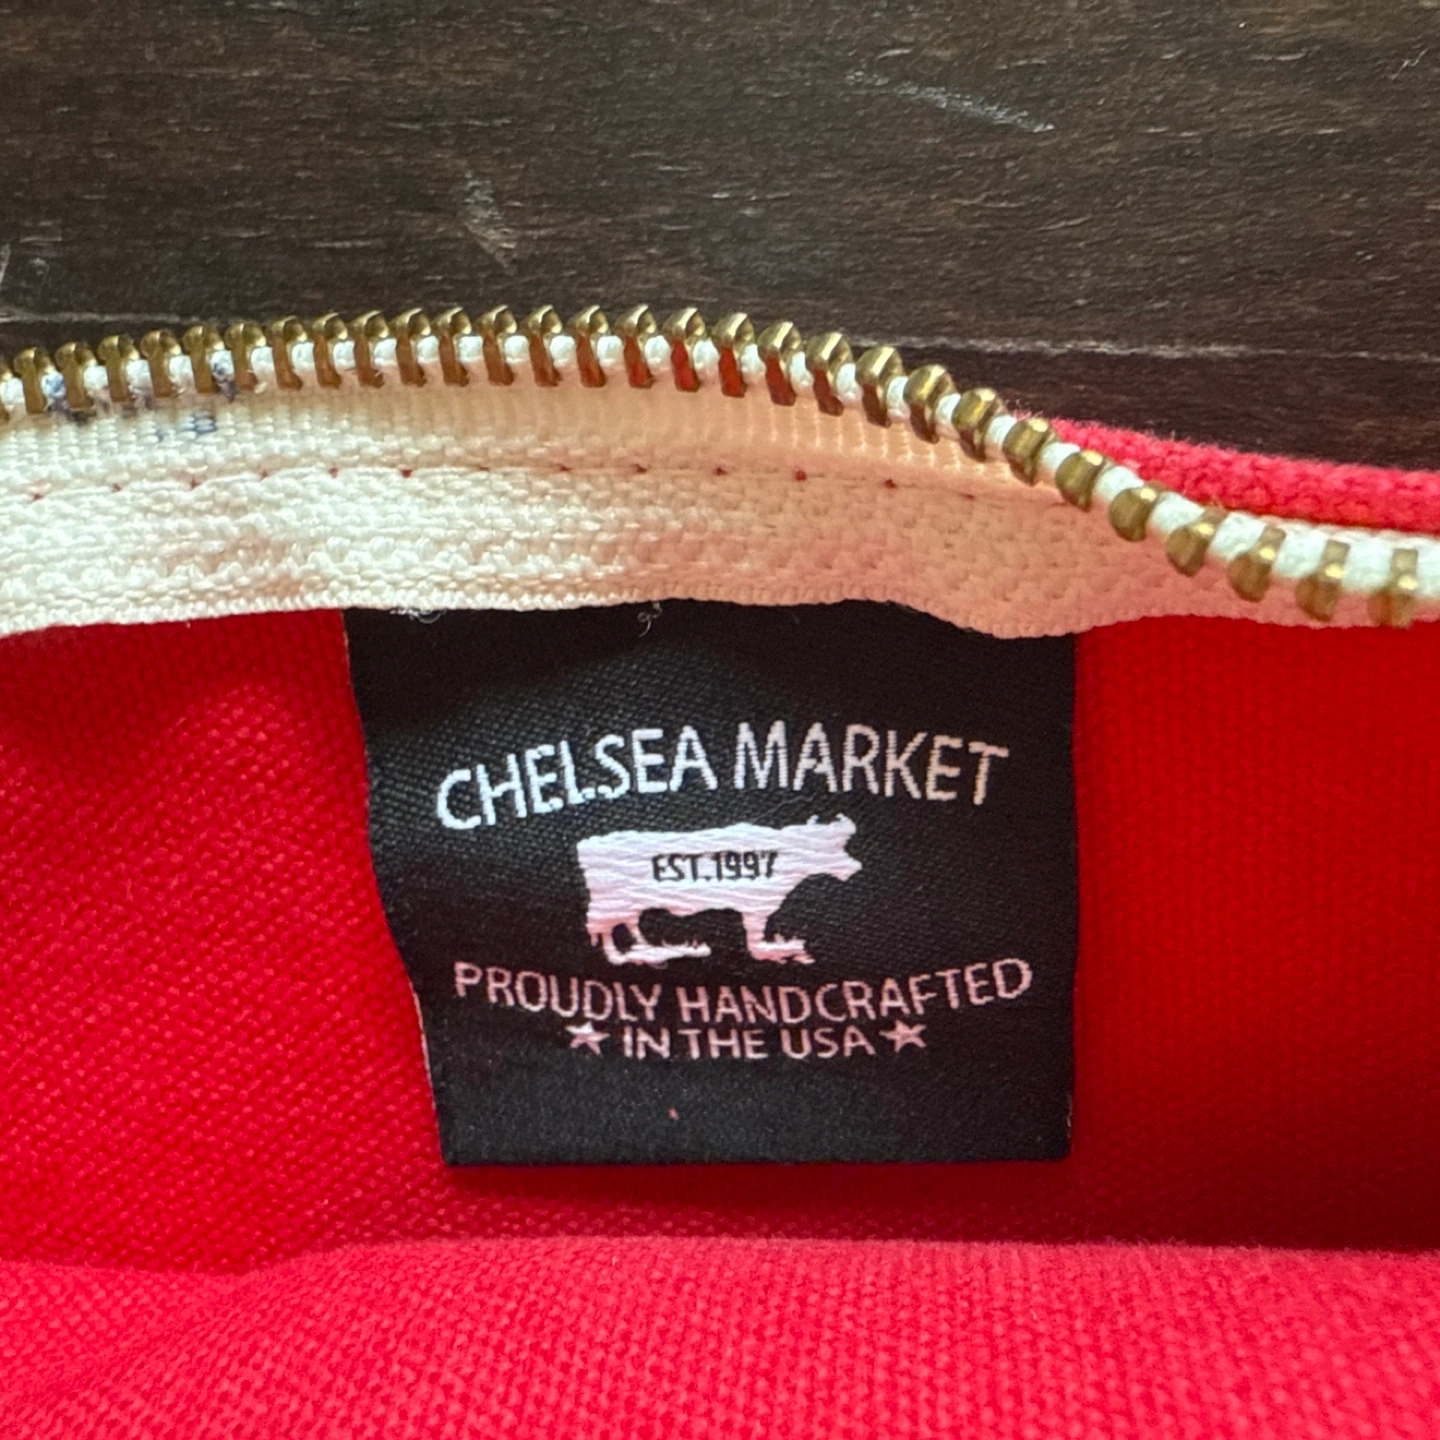 CHELSEA MARKET
EST.1997
PROUDLY HANDCRAFTED
★ IN THE USA ★